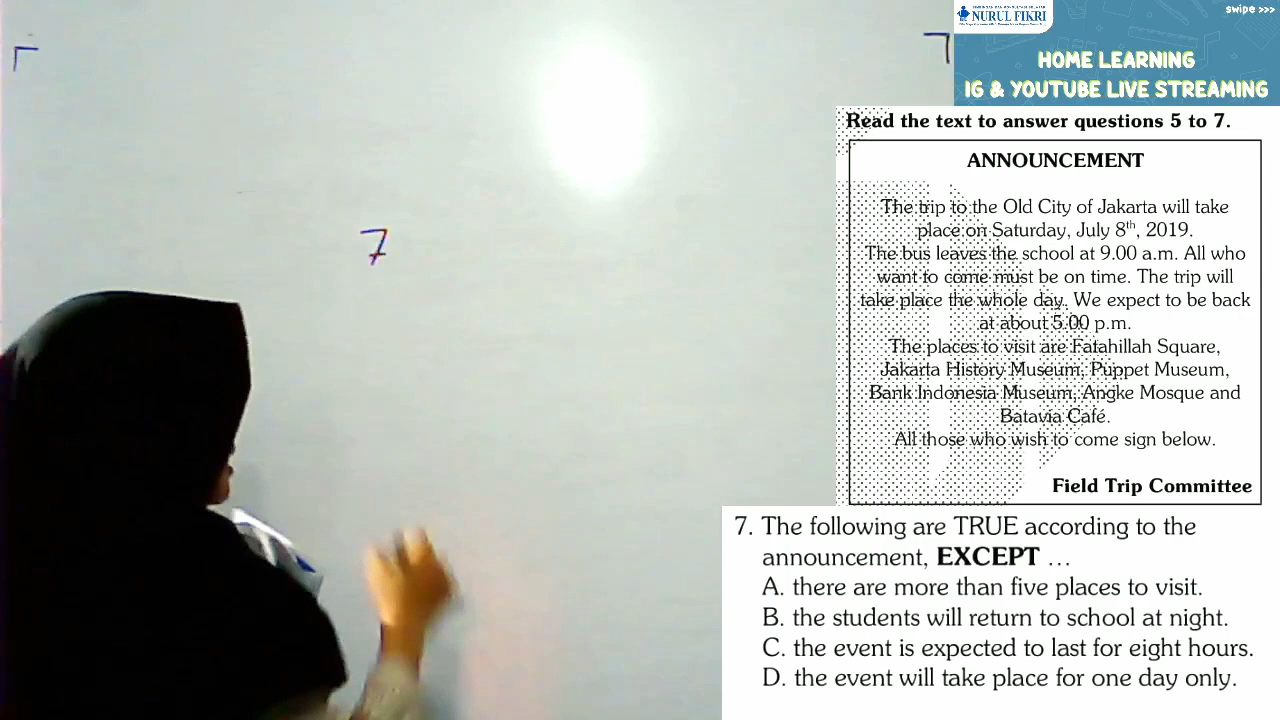 NURUL FIKRI
swipe >>>
HOME LEARNING
IG & YOUTUBE LIVE STREAMING
7
Read the text to answer questions 5 to 7.
ANNOUNCEMENT
The trip to the Old City of Jakarta will take
place on Saturday, July 8th, 2019.
The bus leaves the school at 9.00 a.m. All who
want to come must be on time. The trip will
take place the whole day. We expect to be back
at about 5.00 p.m.
The places to visit are Fatahillah Square,
Jakarta History Museum, Puppet Museum,
Bank Indonesia Museum, Angke Mosque and
Batavia Café.
All those who wish to come sign below.
Field Trip Committee
7. The following are TRUE according to the
announcement, EXCEPT ...
A. there are more than five places to visit.
B. the students will return to school at night.
C. the event is expected to last for eight hours.
D. the event will take place for one day only.